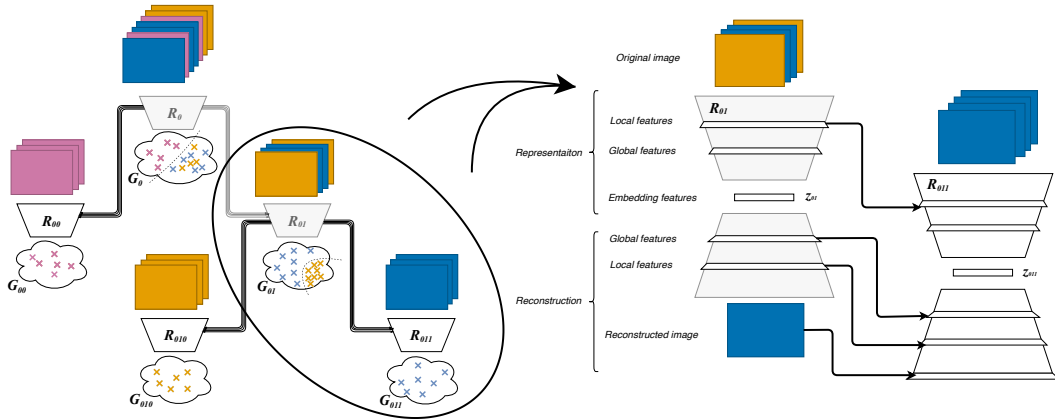 R0
G0
R00
G00
R01
G01
R010
G010
R011
G011
Original image
R01
Local features
Global features
Representaiton
Embedding features
z01
Global features
Local features
Reconstruction
Reconstructed image
R011
z011